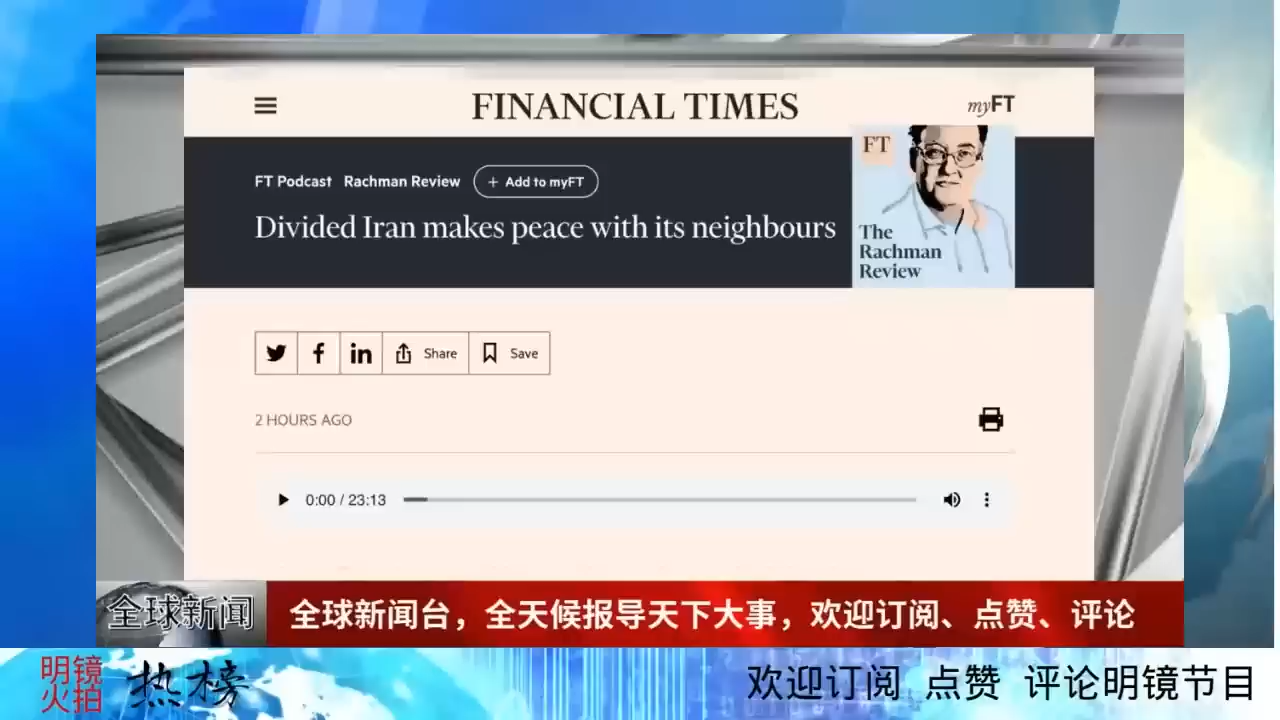 FINANCIAL TIMES
myFT
FT Podcast Rachman Review + Add to myFT
Divided Iran makes peace with its neighbours
FT
The
Rachman
Review
Share
Save
2 HOURS AGO
0:00 / 23:13
全球新闻
全球新闻台，全天候报导天下大事，欢迎订阅、点赞、评论
明镜
火拍
热榜
欢迎订阅 点赞 评论明镜节目